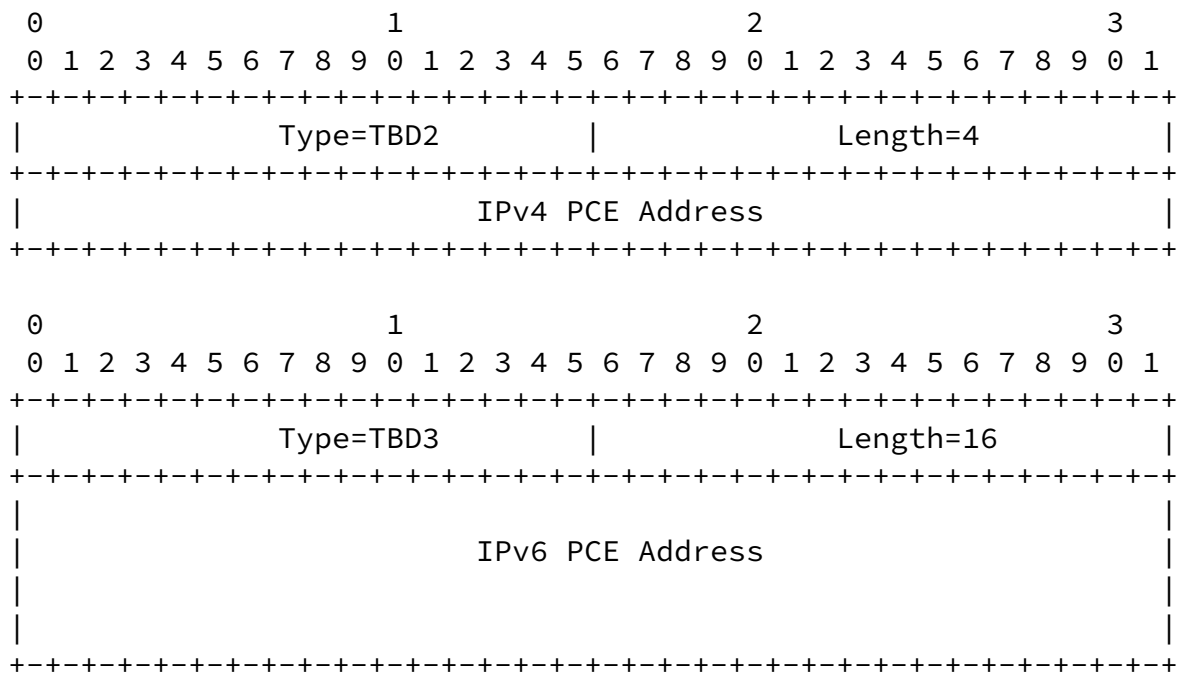 0                   1                   2                   3
 0 1 2 3 4 5 6 7 8 9 0 1 2 3 4 5 6 7 8 9 0 1 2 3 4 5 6 7 8 9 0 1
+-+-+-+-+-+-+-+-+-+-+-+-+-+-+-+-+-+-+-+-+-+-+-+-+-+-+-+-+-+-+-+-+
|              Type=TBD2        |             Length=4          |
+-+-+-+-+-+-+-+-+-+-+-+-+-+-+-+-+-+-+-+-+-+-+-+-+-+-+-+-+-+-+-+-+
|                         IPv4 PCE Address                      |
+-+-+-+-+-+-+-+-+-+-+-+-+-+-+-+-+-+-+-+-+-+-+-+-+-+-+-+-+-+-+-+-+

 0                   1                   2                   3
 0 1 2 3 4 5 6 7 8 9 0 1 2 3 4 5 6 7 8 9 0 1 2 3 4 5 6 7 8 9 0 1
+-+-+-+-+-+-+-+-+-+-+-+-+-+-+-+-+-+-+-+-+-+-+-+-+-+-+-+-+-+-+-+-+
|              Type=TBD3        |             Length=16         |
+-+-+-+-+-+-+-+-+-+-+-+-+-+-+-+-+-+-+-+-+-+-+-+-+-+-+-+-+-+-+-+-+
|                                                               |
|                         IPv6 PCE Address                      |
|                                                               |
|                                                               |
+-+-+-+-+-+-+-+-+-+-+-+-+-+-+-+-+-+-+-+-+-+-+-+-+-+-+-+-+-+-+-+-+